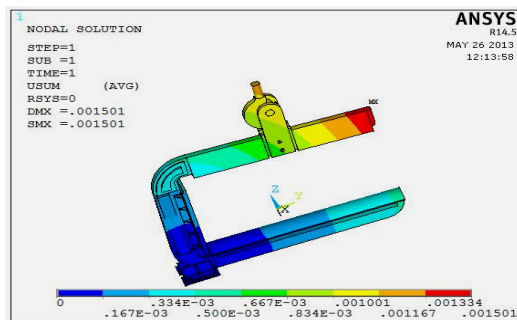 1
NODAL SOLUTION
STEP=1
SUB =1
TIME=1
USUM (AVG)
RSYS=0
DMX =.001501
SMX =.001501
ANSYS
R14.5
MAY 26 2013
12:13:58
MX
Z
Y
X
0 .334E-03 .667E-03 .001001 .001334
.167E-03 .500E-03 .834E-03 .001167 .001501